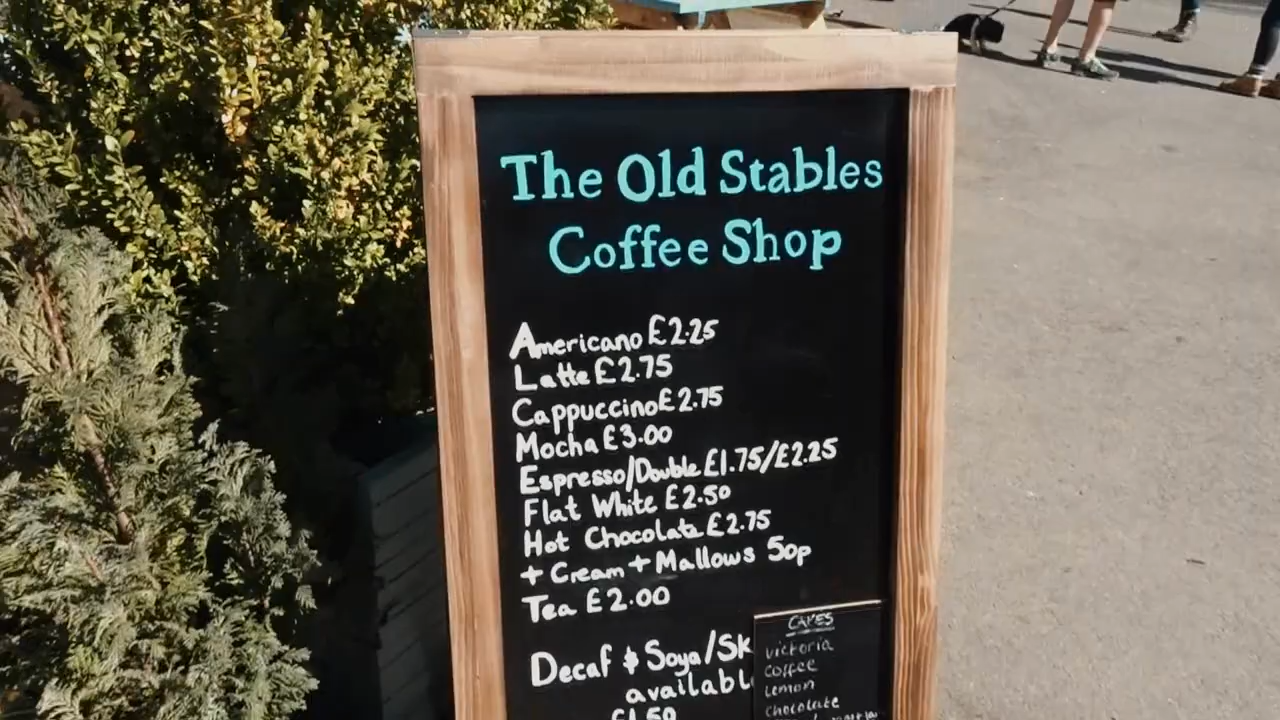 The Old Stables
Coffee Shop
Americano £2.25
Latte £2.75
Cappuccino £2.75
Mocha £3.00
Espresso/Double £1.75/£2.25
Flat White £2.50
Hot Chocolate £2.75
+ Cream + Mallows 50p
Tea £2.00
Decaf & Soya/Sk
availabl
£1.50
CAKES
victoria
Coffee
Lemon
Chocolate